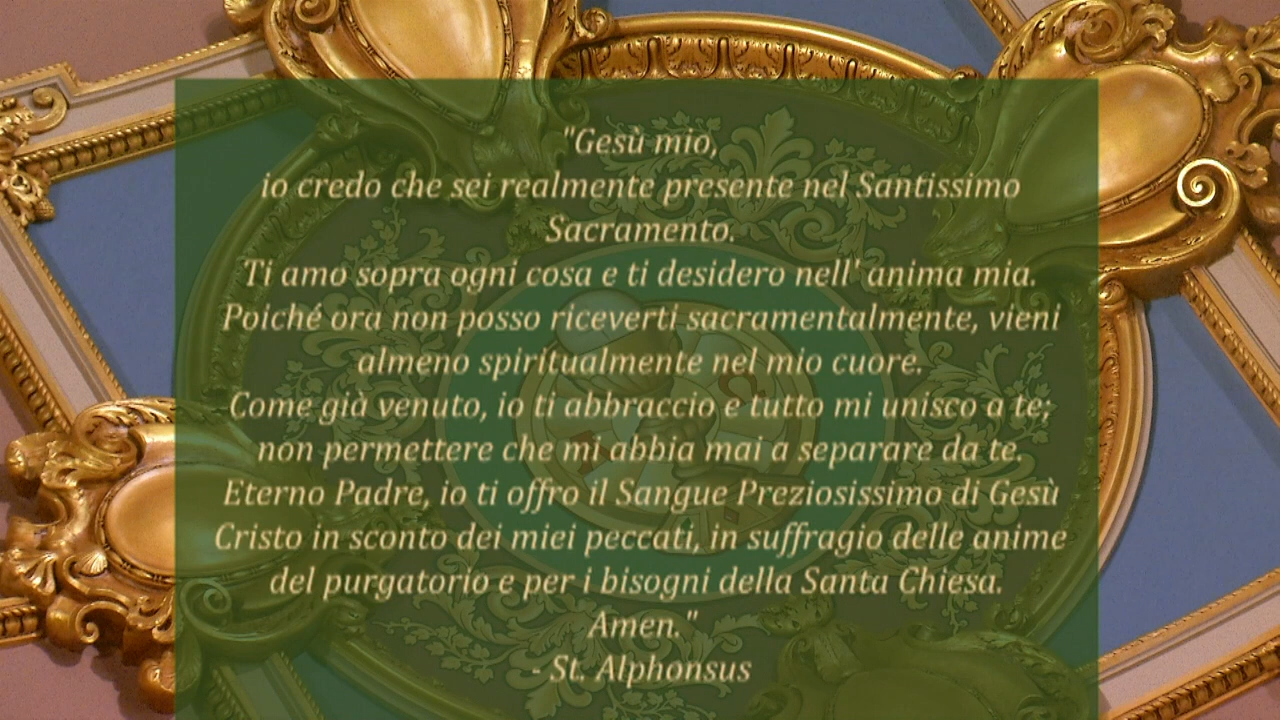 "Gesù mio,
io credo che sei realmente presente nel Santissimo
Sacramento.
Ti amo sopra ogni cosa e ti desidero nell' anima mia.
Poiché ora non posso riceverti sacramentalmente, vieni
almeno spiritualmente nel mio cuore.
Come già venuto, io ti abbraccio e tutto mi unisco a te;
non permettere che mi abbia mai a separare da te.
Eterno Padre, io ti offro il Sangue Preziosissimo di Gesù
Cristo in sconto dei miei peccati, in suffragio delle anime
del purgatorio e per i bisogni della Santa Chiesa.
Amen."
- St. Alphonsus